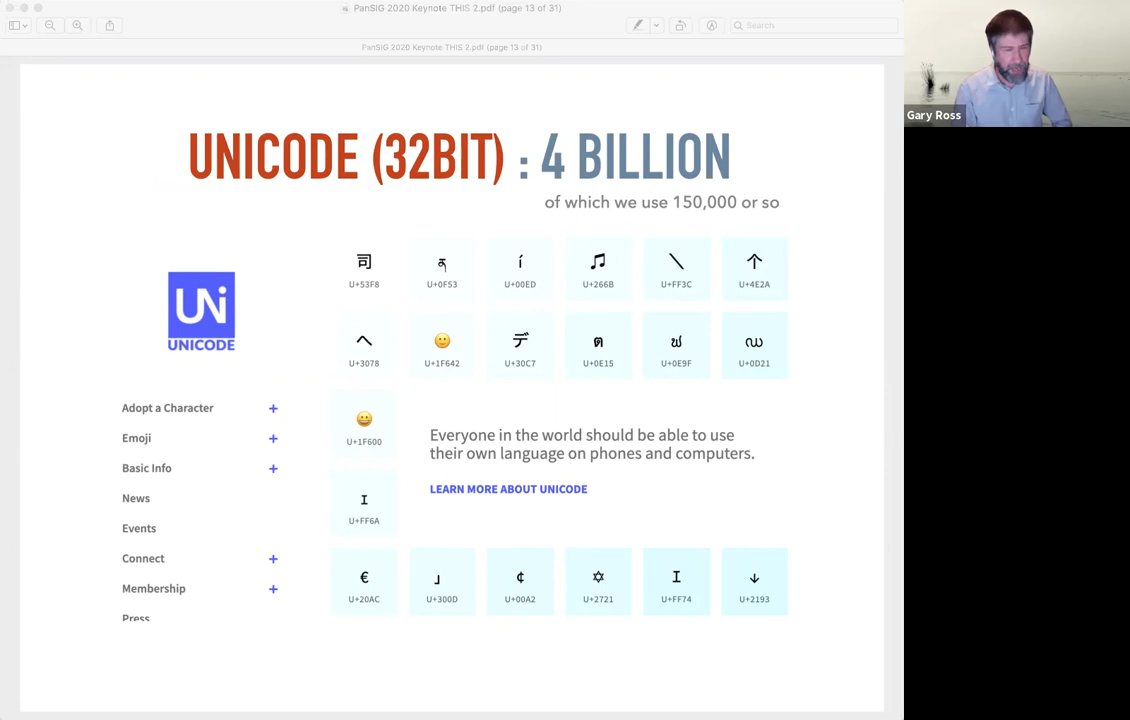 PanSIG 2020 Keynote THIS 2.pdf (page 13 of 31)
Search
PanSIG 2020 Keynote THIS 2.pdf (page 13 of 31)
Gary Ross
UNICODE (32BIT) : 4 BILLION
of which we use 150,000 or so
司 ན í ♫ ＼ 个
U+53F8 U+0F53 U+00ED U+266B U+FF3C U+4E2A
へ 🙂 デ ต ຟ ഡ
U+3078 U+1F642 U+30C7 U+0E15 U+0E9F U+0D21
UNi
UNICODE
😀
U+1F600
Adopt a Character +
Emoji +
Basic Info +
News
Events
Connect +
Membership +
Press
Everyone in the world should be able to use
their own language on phones and computers.
LEARN MORE ABOUT UNICODE
ｪ
U+FF6A
€ 」 ¢ ✡ ｴ ↓
U+20AC U+300D U+00A2 U+2721 U+FF74 U+2193